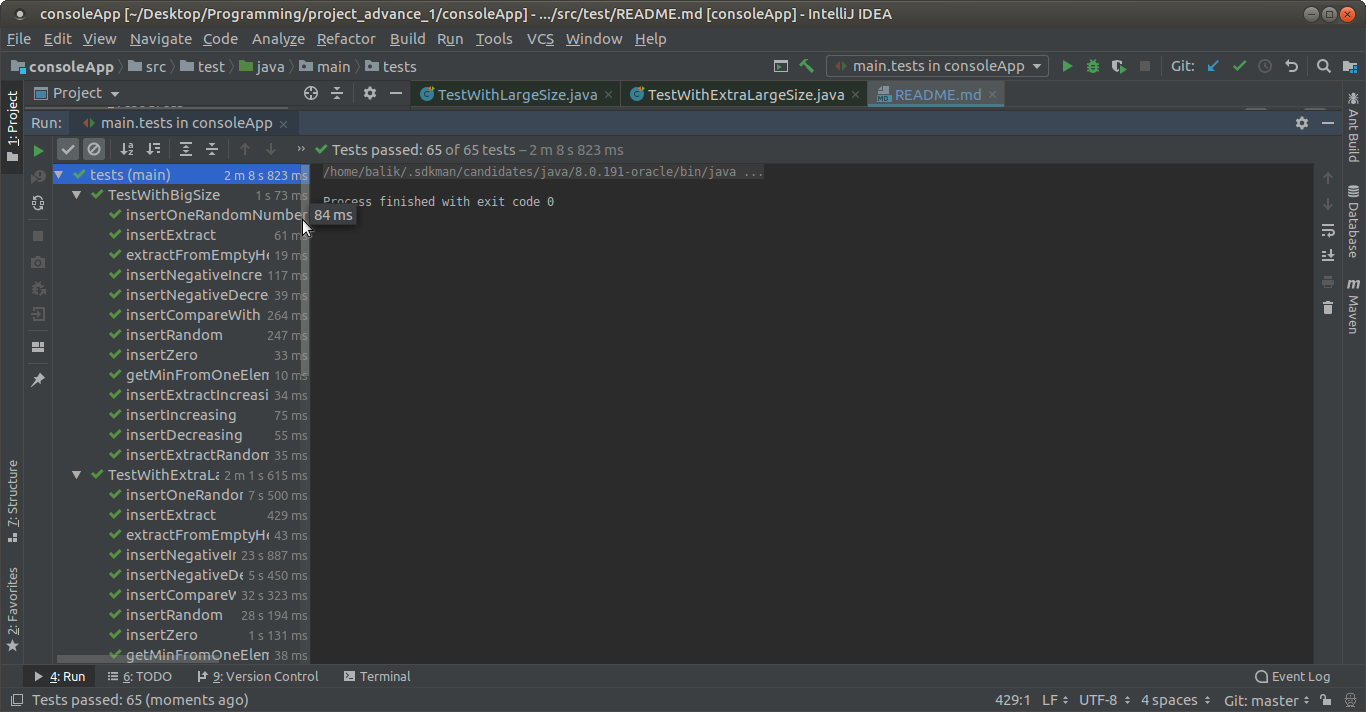 consoleApp [~/Desktop/Programming/project_advance_1/consoleApp] - .../src/test/README.md [consoleApp] - IntelliJ IDEA
File Edit View Navigate Code Analyze Refactor Build Run Tools VCS Window Help
consoleApp src test java main tests main.tests in consoleApp Git:
Project TestWithLargeSize.java TestWithExtraLargeSize.java README.md
Run: main.tests in consoleApp
Tests passed: 65 of 65 tests – 2 m 8 s 823 ms
tests (main) 2 m 8 s 823 ms
TestWithBigSize 1 s 73 ms
insertOneRandomNumber 84 ms
insertExtract 61 ms
extractFromEmptyHe 19 ms
insertNegativeIncre 117 ms
insertNegativeDecre 39 ms
insertCompareWith 264 ms
insertRandom 247 ms
insertZero 33 ms
getMinFromOneElem 10 ms
insertExtractIncreasi 34 ms
insertIncreasing 75 ms
insertDecreasing 55 ms
insertExtractRandom 35 ms
TestWithExtraLa 2 m 1 s 615 ms
insertOneRandor 7 s 500 ms
insertExtract 429 ms
extractFromEmptyHe 43 ms
insertNegativeIr 23 s 887 ms
insertNegativeDe 5 s 450 ms
insertCompareW 32 s 323 ms
insertRandom 28 s 194 ms
insertZero 1 s 131 ms
getMinFromOneElem 38 ms
/home/balik/.sdkman/candidates/java/8.0.191-oracle/bin/java ...
Process finished with exit code 0
1: Project
7: Structure
2: Favorites
Ant Build
Database
m Maven
4: Run 6: TODO 9: Version Control Terminal Event Log
Tests passed: 65 (moments ago) 429:1 LF UTF-8 4 spaces Git: master